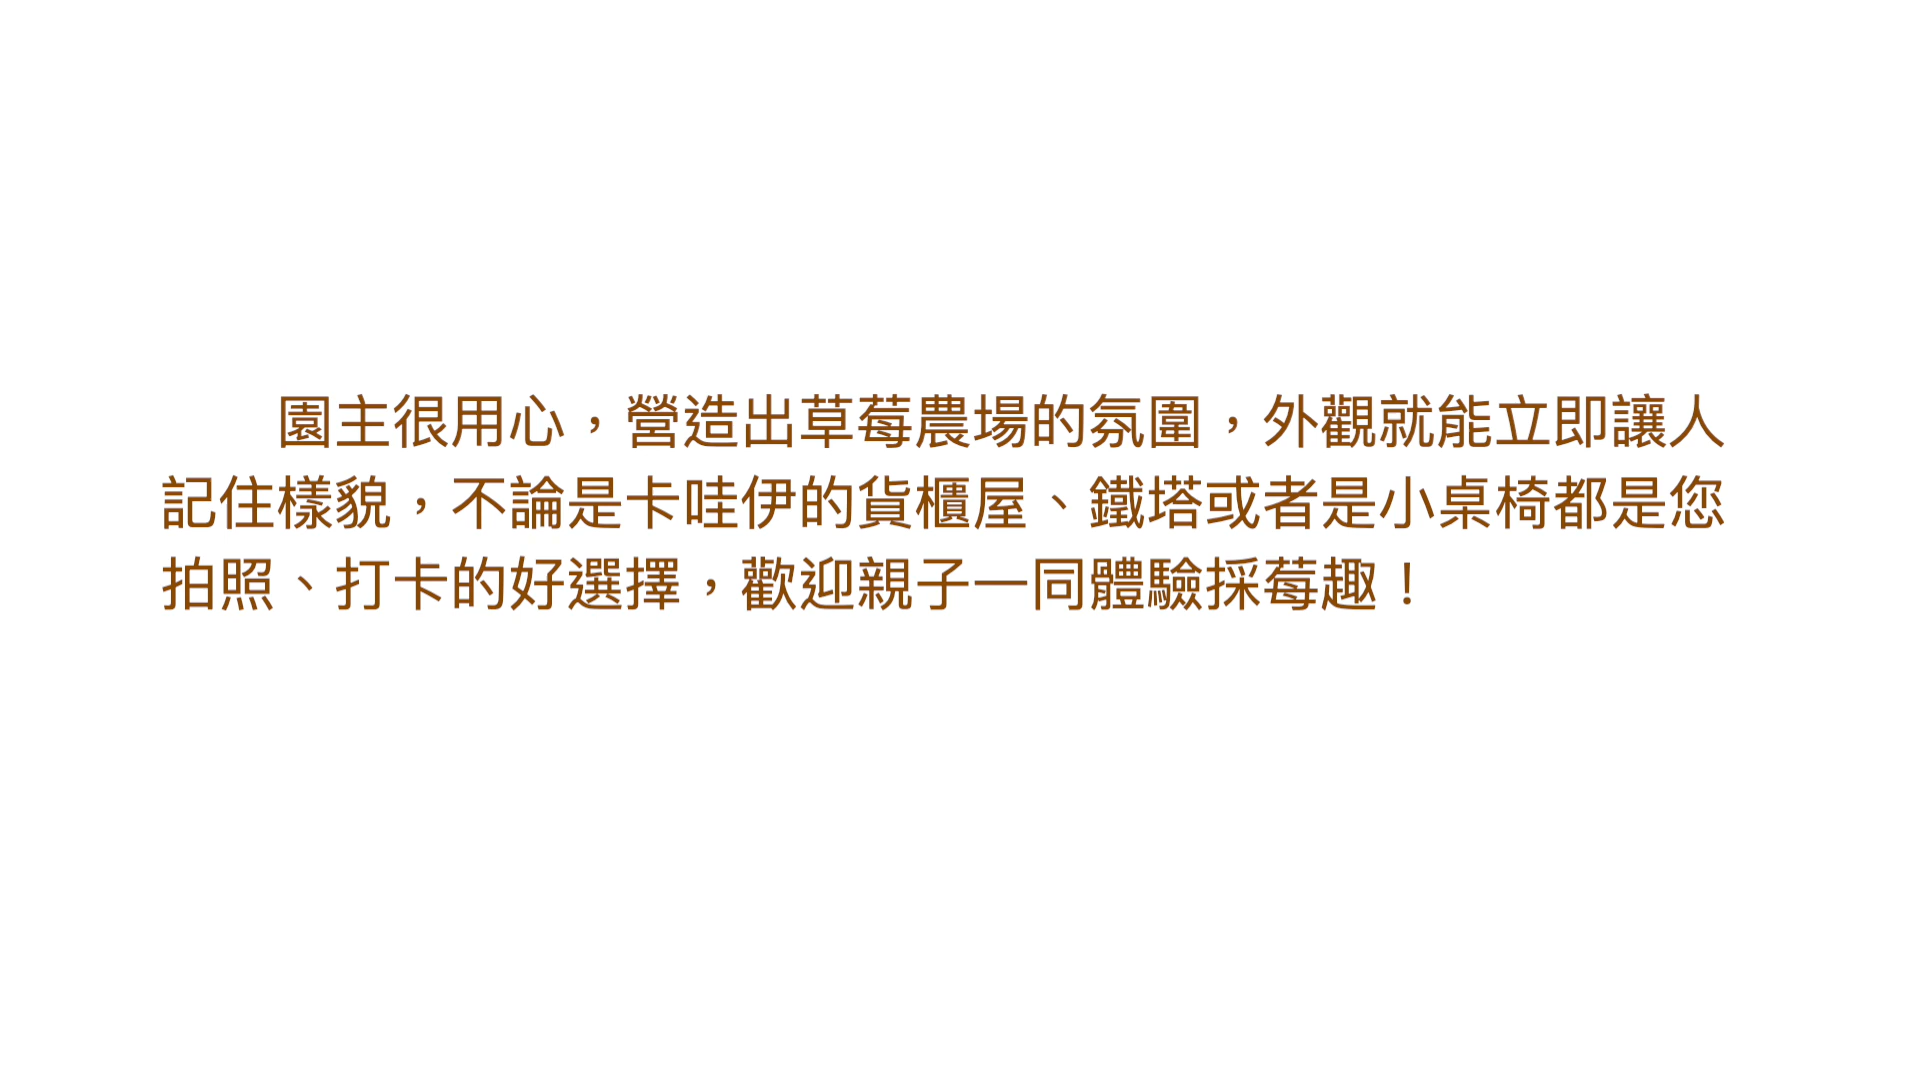 園主很用心，營造出草莓農場的氛圍，外觀就能立即讓人
記住樣貌，不論是卡哇伊的貨櫃屋、鐵塔或者是小桌椅都是您
拍照、打卡的好選擇，歡迎親子一同體驗採莓趣！